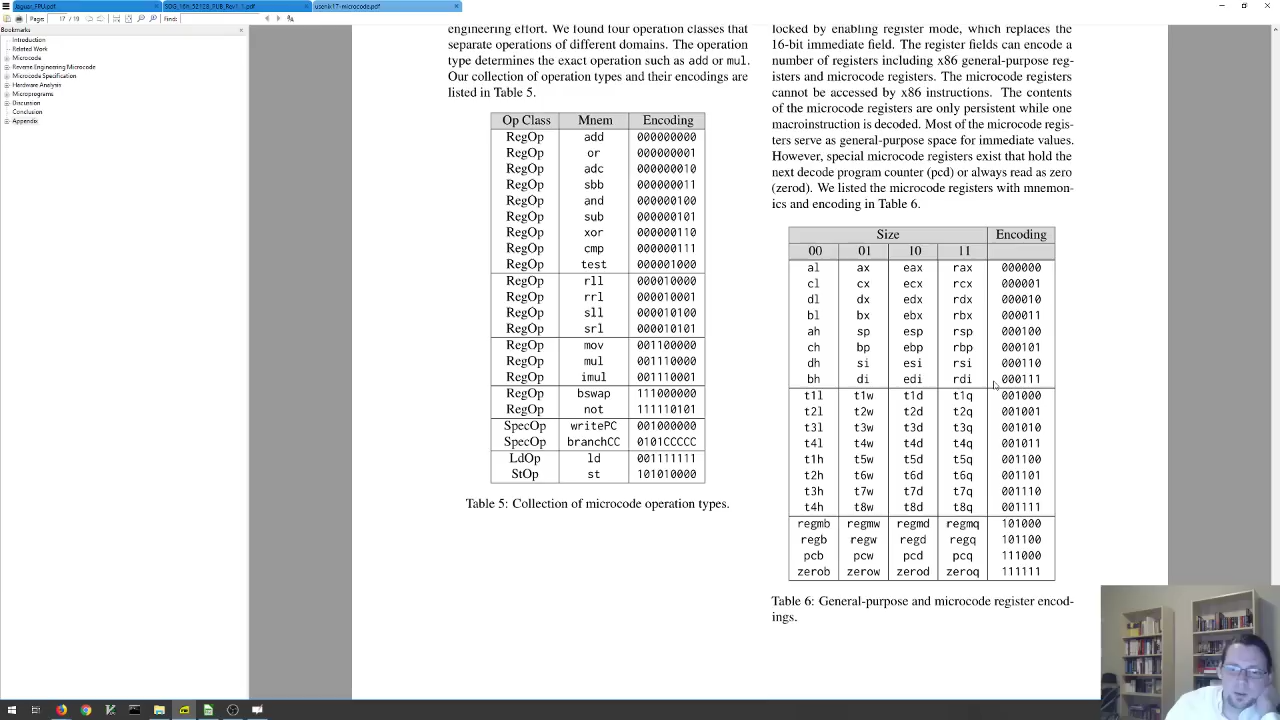 Jaguar_FPU.pdf
SOG_16h_52128_PUB_Rev1_1.pdf
usenix17-microcode.pdf
Page: 17 / 19
Find:
Bookmarks
Introduction
Related Work
Microcode
Reverse Engineering Microcode
Microcode Specification
Hardware Analysis
Microprograms
Discussion
Conclusion
Appendix
engineering effort. We found four operation classes that
separate operations of different domains. The operation
type determines the exact operation such as add or mul.
Our collection of operation types and their encodings are
listed in Table 5.
Op Class Mnem Encoding
RegOp add 000000000
RegOp or 000000001
RegOp adc 000000010
RegOp sbb 000000011
RegOp and 000000100
RegOp sub 000000101
RegOp xor 000000110
RegOp cmp 000000111
RegOp test 000001000
RegOp rll 000010000
RegOp rrl 000010001
RegOp sll 000010100
RegOp srl 000010101
RegOp mov 001100000
RegOp mul 001110000
RegOp imul 001110001
RegOp bswap 111000000
RegOp not 111110101
SpecOp writePC 001000000
SpecOp branchCC 0101CCCCC
LdOp ld 001111111
StOp st 101010000
Table 5: Collection of microcode operation types.
locked by enabling register mode, which replaces the
16-bit immediate field. The register fields can encode a
number of registers including x86 general-purpose reg-
isters and microcode registers. The microcode registers
cannot be accessed by x86 instructions. The contents
of the microcode registers are only persistent while one
macroinstruction is decoded. Most of the microcode regis-
ters serve as general-purpose space for immediate values.
However, special microcode registers exist that hold the
next decode program counter (pcd) or always read as zero
(zerod). We listed the microcode registers with mnemon-
ics and encoding in Table 6.
Size Encoding
00 01 10 11
al ax eax rax 000000
cl cx ecx rcx 000001
dl dx edx rdx 000010
bl bx ebx rbx 000011
ah sp esp rsp 000100
ch bp ebp rbp 000101
dh si esi rsi 000110
bh di edi rdi 000111
t1l t1w t1d t1q 001000
t2l t2w t2d t2q 001001
t3l t3w t3d t3q 001010
t4l t4w t4d t4q 001011
t1h t5w t5d t5q 001100
t2h t6w t6d t6q 001101
t3h t7w t7d t7q 001110
t4h t8w t8d t8q 001111
regmb regmw regmd regmq 101000
regb regw regd regq 101100
pcb pcw pcd pcq 111000
zerob zerow zerod zeroq 111111
Table 6: General-purpose and microcode register encod-
ings.